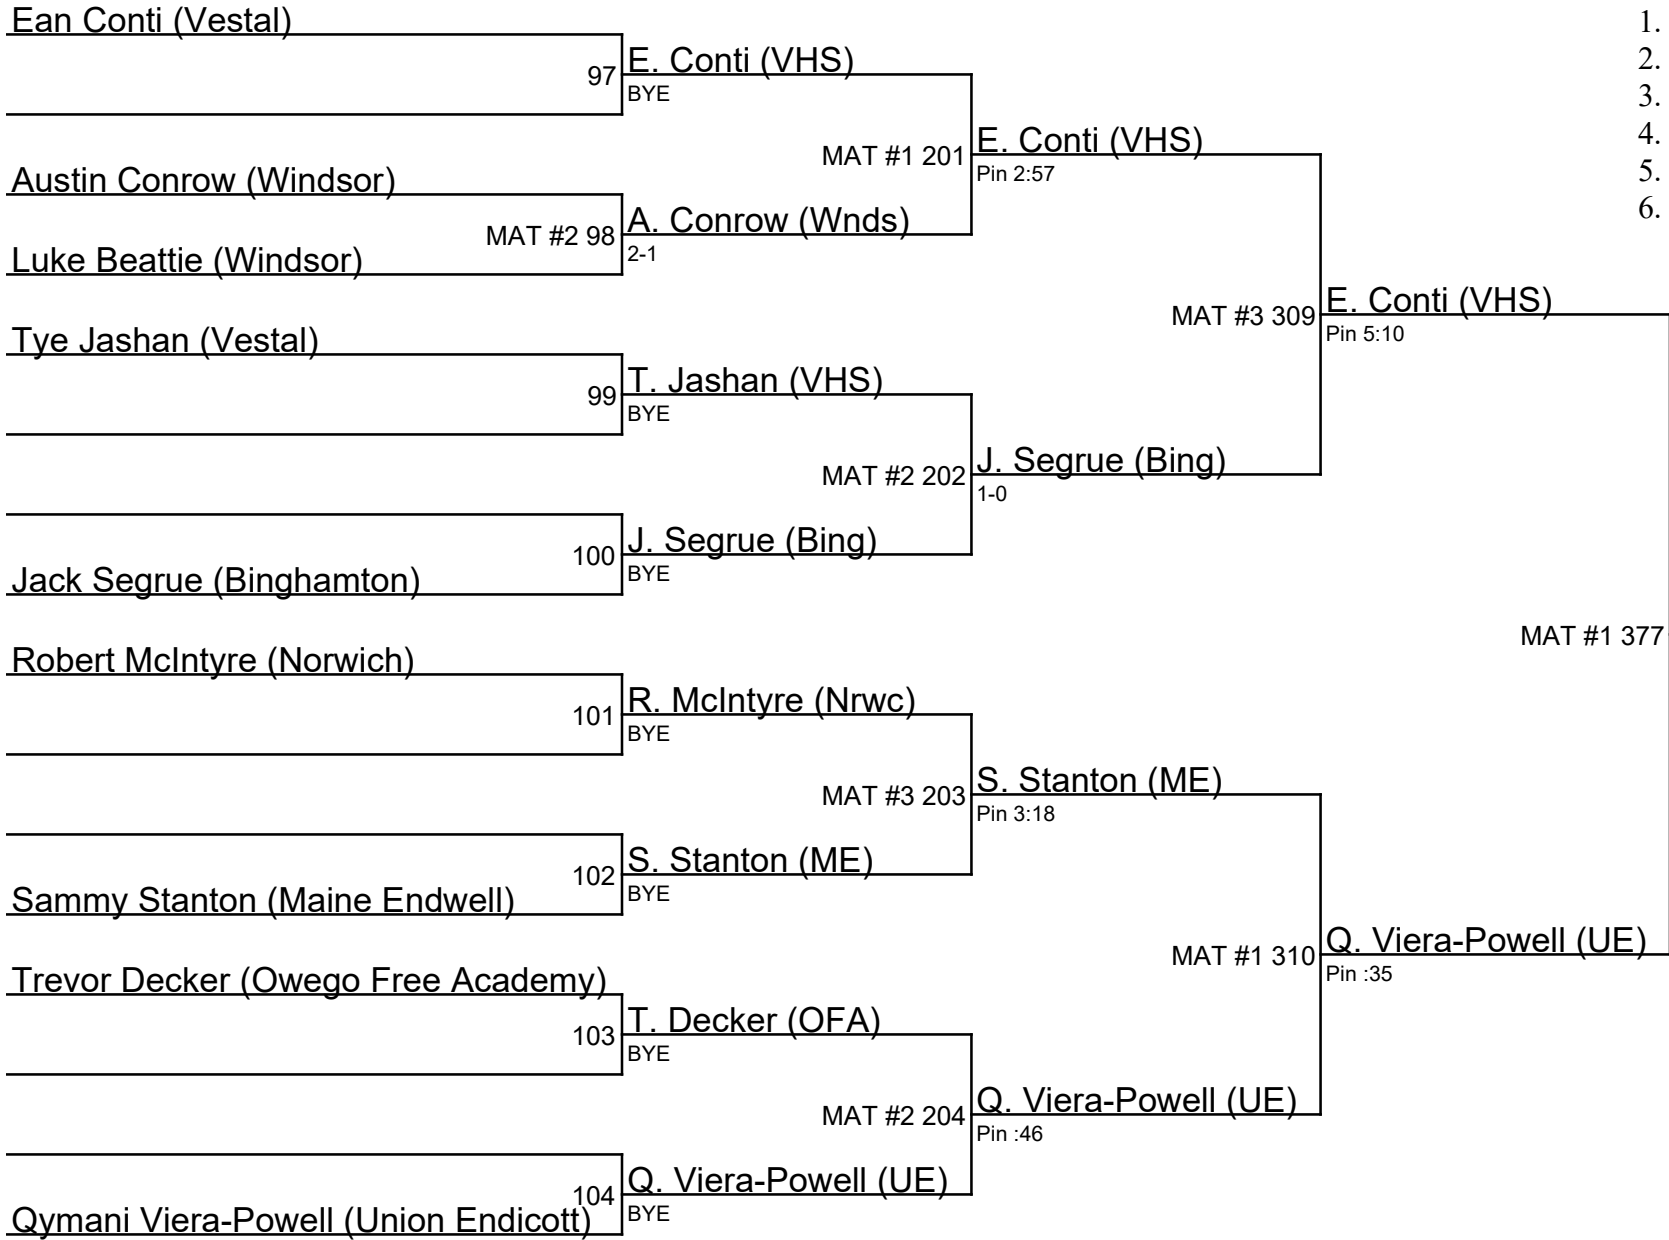 Ean Conti (Vestal)
97
E. Conti (VHS)
BYE
Austin Conrow (Windsor)
MAT #2 98
A. Conrow (Wnds)
2-1
Luke Beattie (Windsor)
MAT #1 201
E. Conti (VHS)
Pin 2:57
Tye Jashan (Vestal)
99
T. Jashan (VHS)
BYE
100
J. Segrue (Bing)
BYE
Jack Segrue (Binghamton)
MAT #2 202
J. Segrue (Bing)
1-0
MAT #3 309
E. Conti (VHS)
Pin 5:10
Robert McIntyre (Norwich)
101
R. McIntyre (Nrwc)
BYE
102
S. Stanton (ME)
BYE
Sammy Stanton (Maine Endwell)
MAT #3 203
S. Stanton (ME)
Pin 3:18
Trevor Decker (Owego Free Academy)
103
T. Decker (OFA)
BYE
104
Q. Viera-Powell (UE)
BYE
Qymani Viera-Powell (Union Endicott)
MAT #2 204
Q. Viera-Powell (UE)
Pin :46
MAT #1 310
Q. Viera-Powell (UE)
Pin :35
MAT #1 377
1.
2.
3.
4.
5.
6.